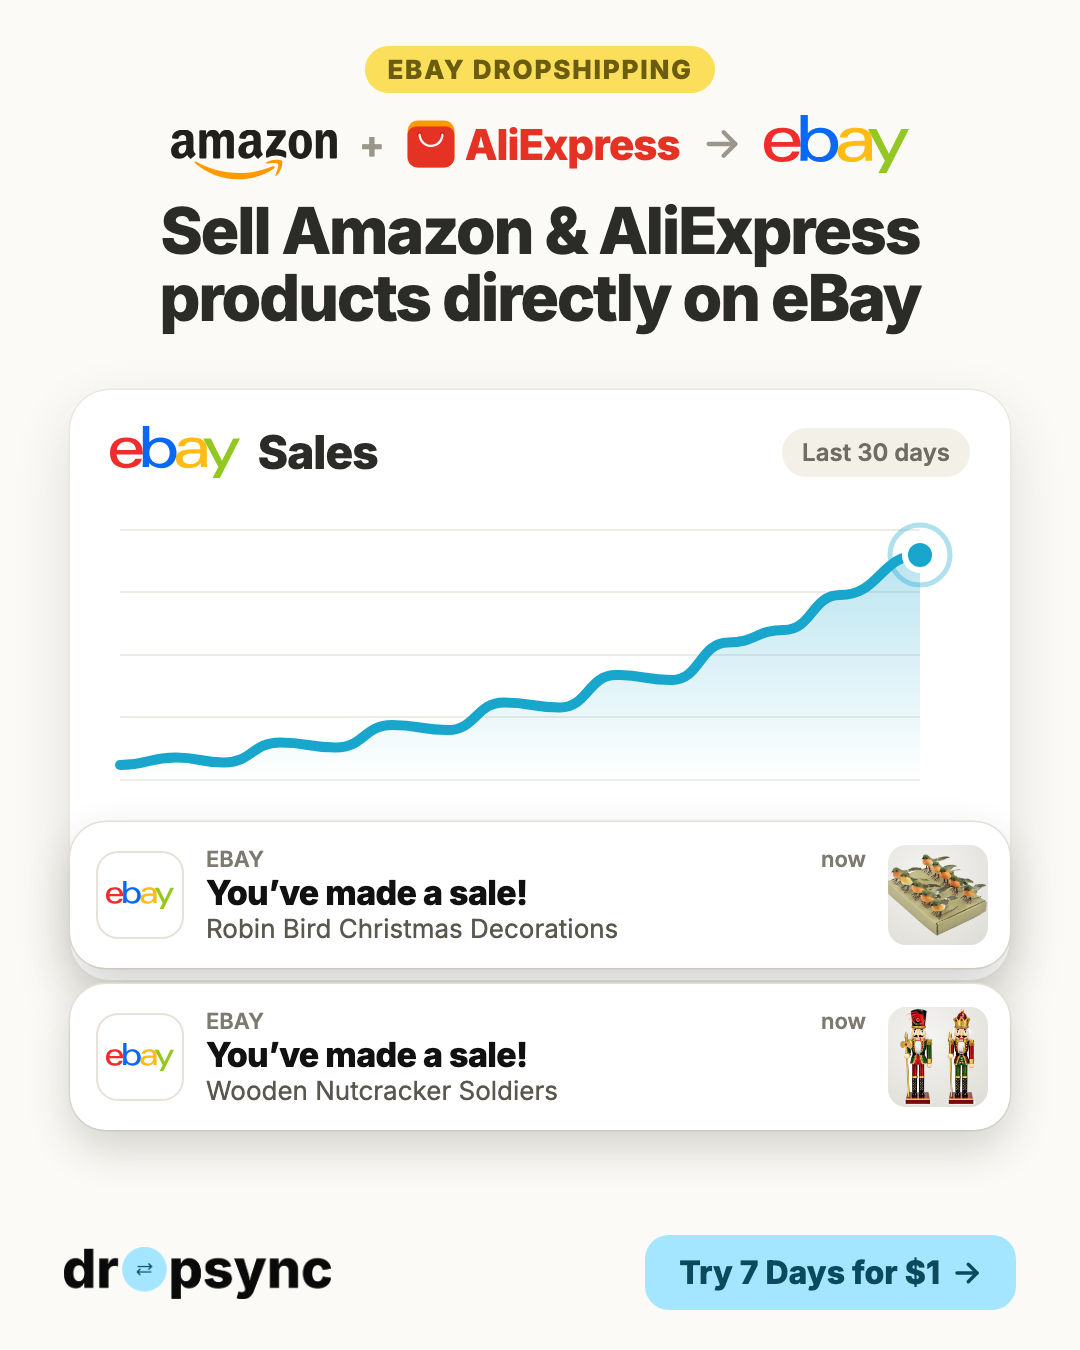 EBAY DROPSHIPPING
amazon + AliExpress → ebay
Sell Amazon & AliExpress
products directly on eBay
ebay Sales
Last 30 days
EBAY
now
ebay
You’ve made a sale!
Robin Bird Christmas Decorations
EBAY
now
ebay
You’ve made a sale!
Wooden Nutcracker Soldiers
dropsync
Try 7 Days for $1 →